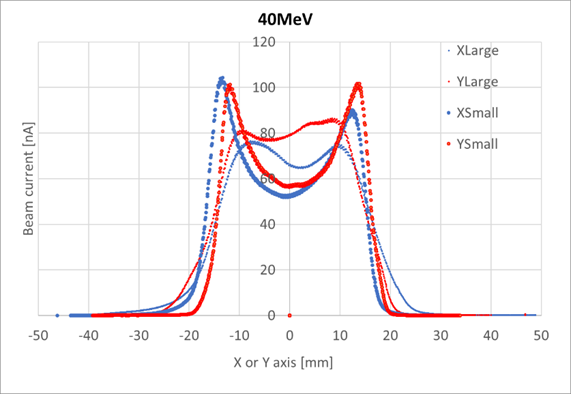 40MeV
120
100
80
60
40
20
0
-50 -40 -30 -20 -10 0 10 20 30 40 50
Beam current [nA]
X or Y axis [mm]
XLarge
YLarge
XSmall
YSmall